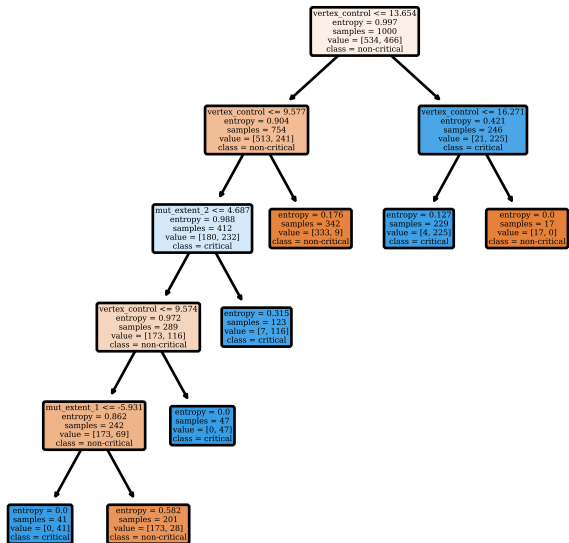 vertex_control <= 13.654
entropy = 0.997
samples = 1000
value = [534, 466]
class = non-critical
vertex_control <= 9.577
entropy = 0.904
samples = 754
value = [513, 241]
class = non-critical
vertex_control <= 16.271
entropy = 0.421
samples = 246
value = [21, 225]
class = critical
mut_extent_2 <= 4.687
entropy = 0.988
samples = 412
value = [180, 232]
class = critical
entropy = 0.176
samples = 342
value = [333, 9]
class = non-critical
entropy = 0.127
samples = 229
value = [4, 225]
class = critical
entropy = 0.0
samples = 17
value = [17, 0]
class = non-critical
vertex_control <= 9.574
entropy = 0.972
samples = 289
value = [173, 116]
class = non-critical
entropy = 0.315
samples = 123
value = [7, 116]
class = critical
mut_extent_1 <= -5.931
entropy = 0.862
samples = 242
value = [173, 69]
class = non-critical
entropy = 0.0
samples = 47
value = [0, 47]
class = critical
entropy = 0.0
samples = 41
value = [0, 41]
class = critical
entropy = 0.582
samples = 201
value = [173, 28]
class = non-critical